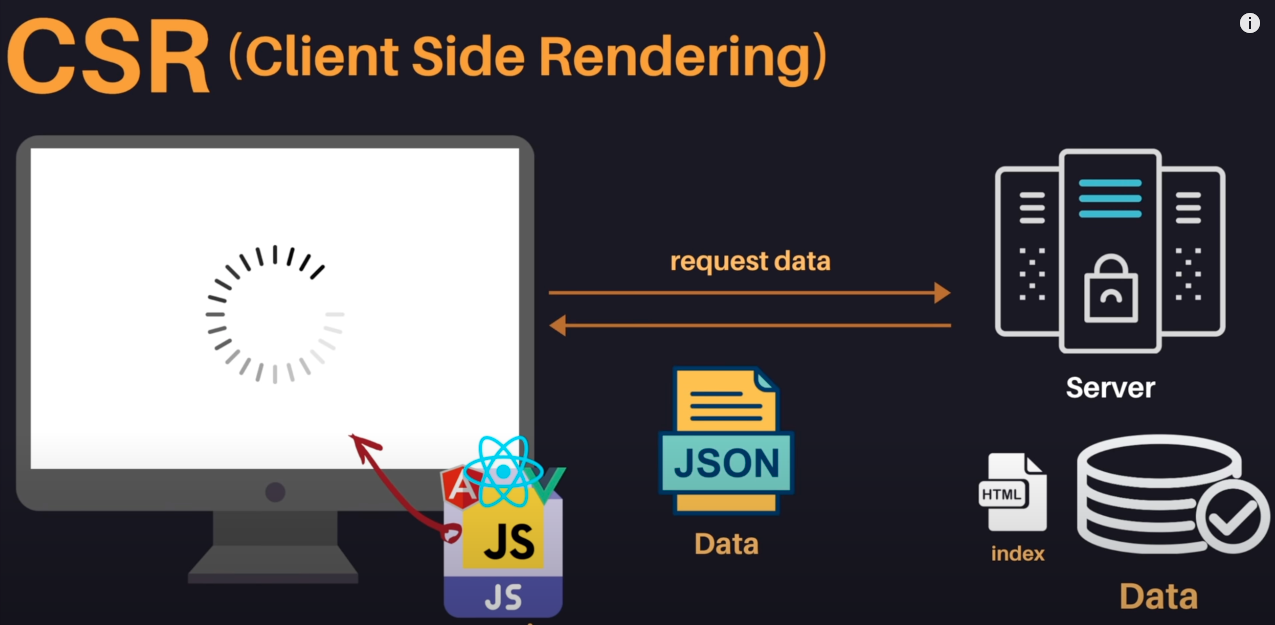 CSR (Client Side Rendering)
request data
Server
JSON
Data
A
JS
JS
HTML
index
Data